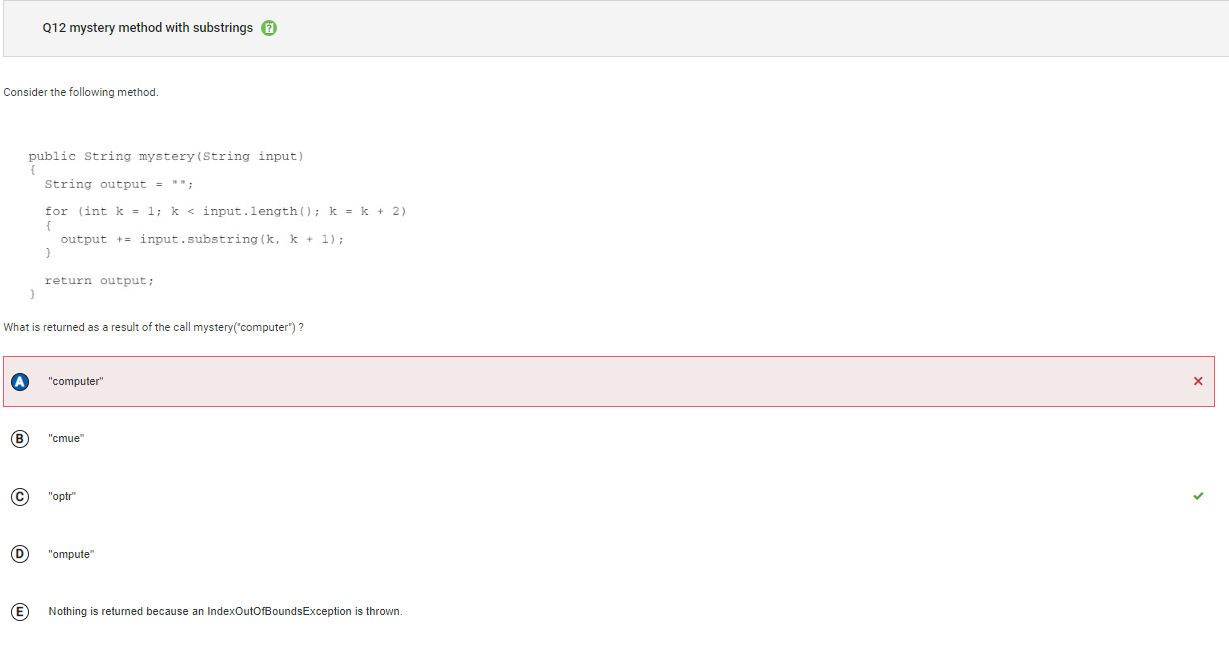 Q12 mystery method with substrings ?
Consider the following method.
public String mystery(String input)
{
String output = "";
for (int k = 1; k < input.length(); k = k + 2)
{
output += input.substring(k, k + 1);
}
return output;
}
What is returned as a result of the call mystery("computer") ?
A "computer"
B "cmue"
C "optr"
D "ompute"
E Nothing is returned because an IndexOutOfBoundsException is thrown.